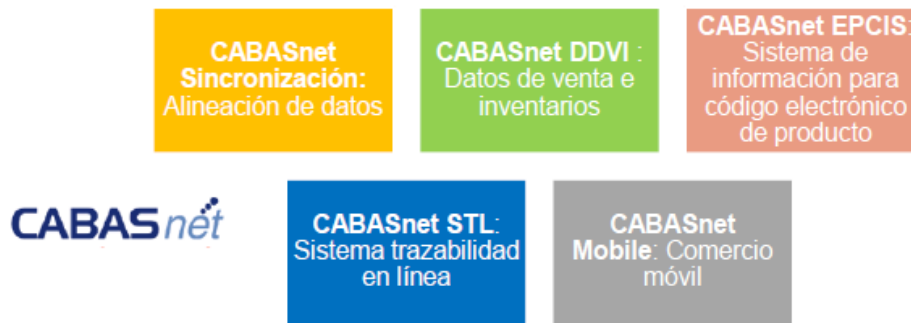 CABASnet
Sincronización:
Alineación de datos
CABASnet DDVI :
Datos de venta e
inventarios
CABASnet EPCIS:
Sistema de
información para
código electrónico
de producto
CABASnet
CABASnet STL:
Sistema trazabilidad
en línea
CABASnet
Mobile: Comercio
móvil